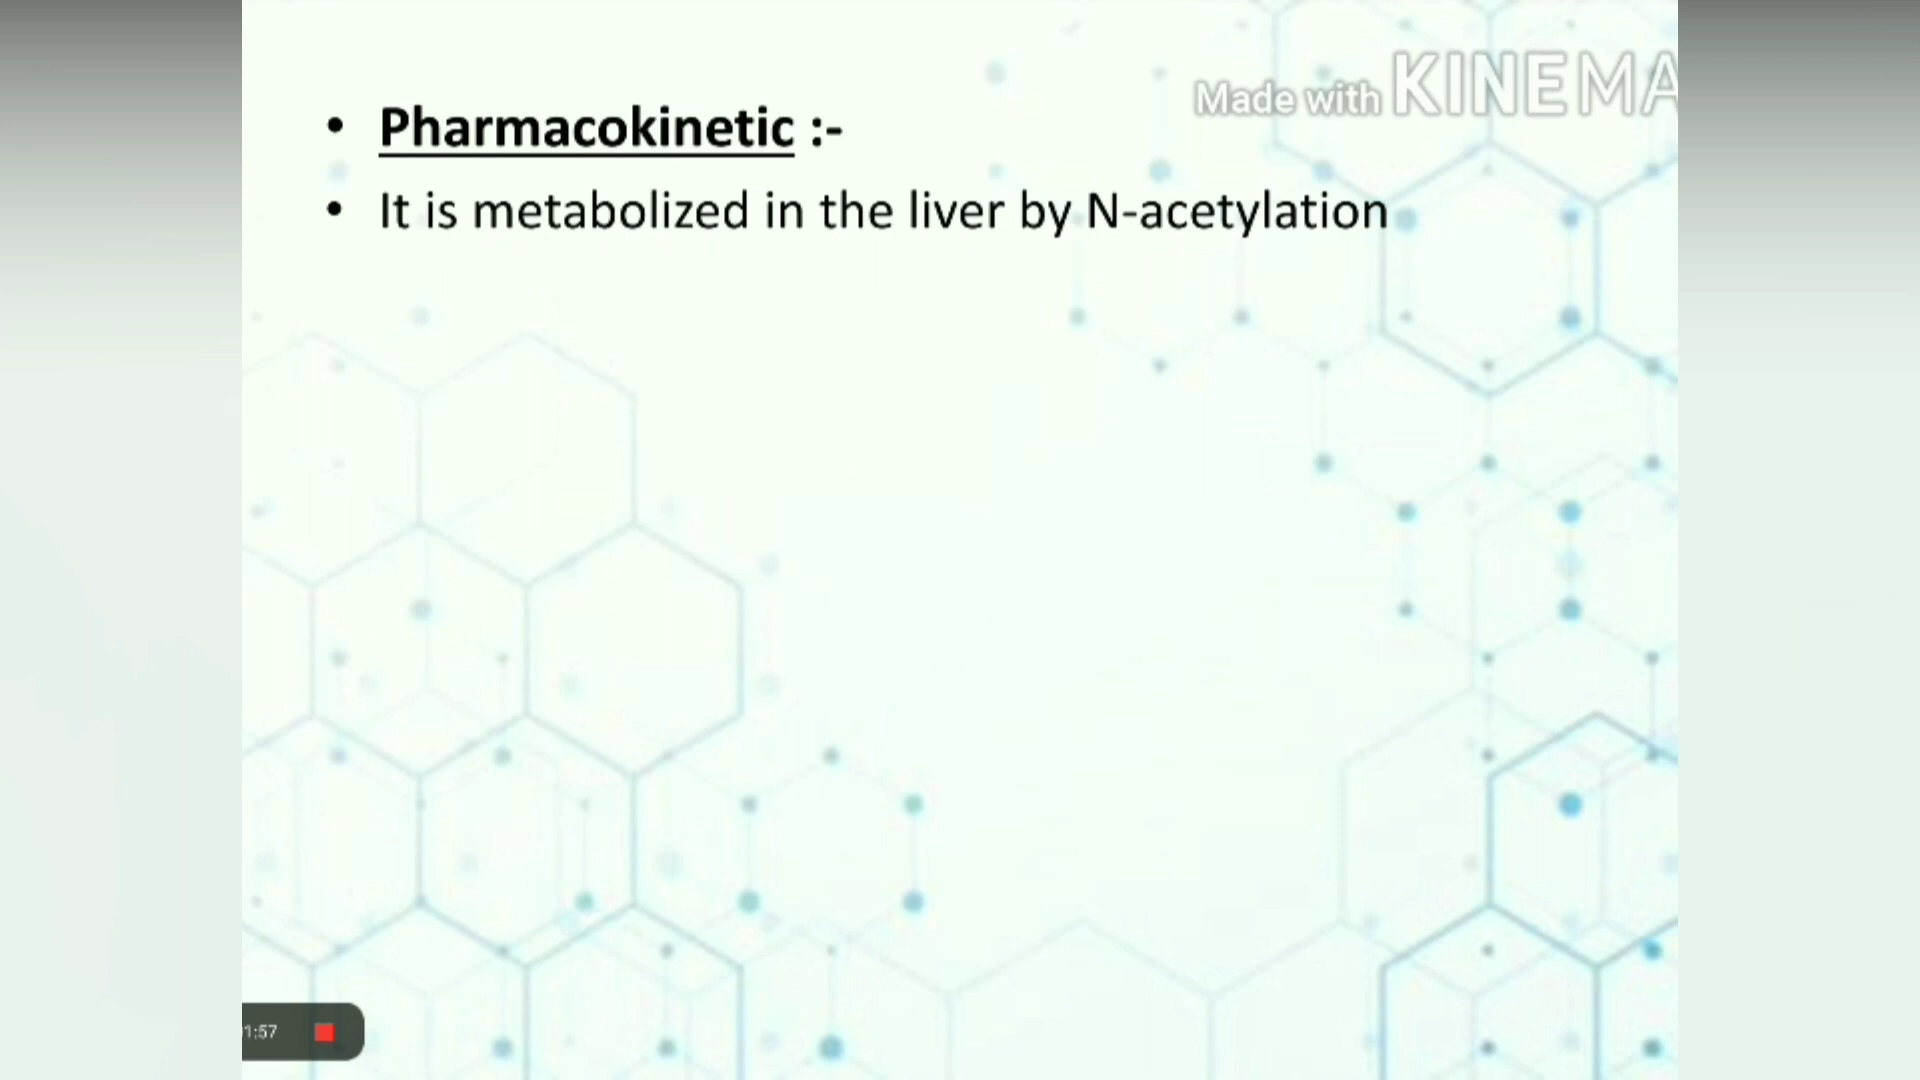 Made with KINEMA
• Pharmacokinetic :-
• It is metabolized in the liver by N-acetylation
1:57